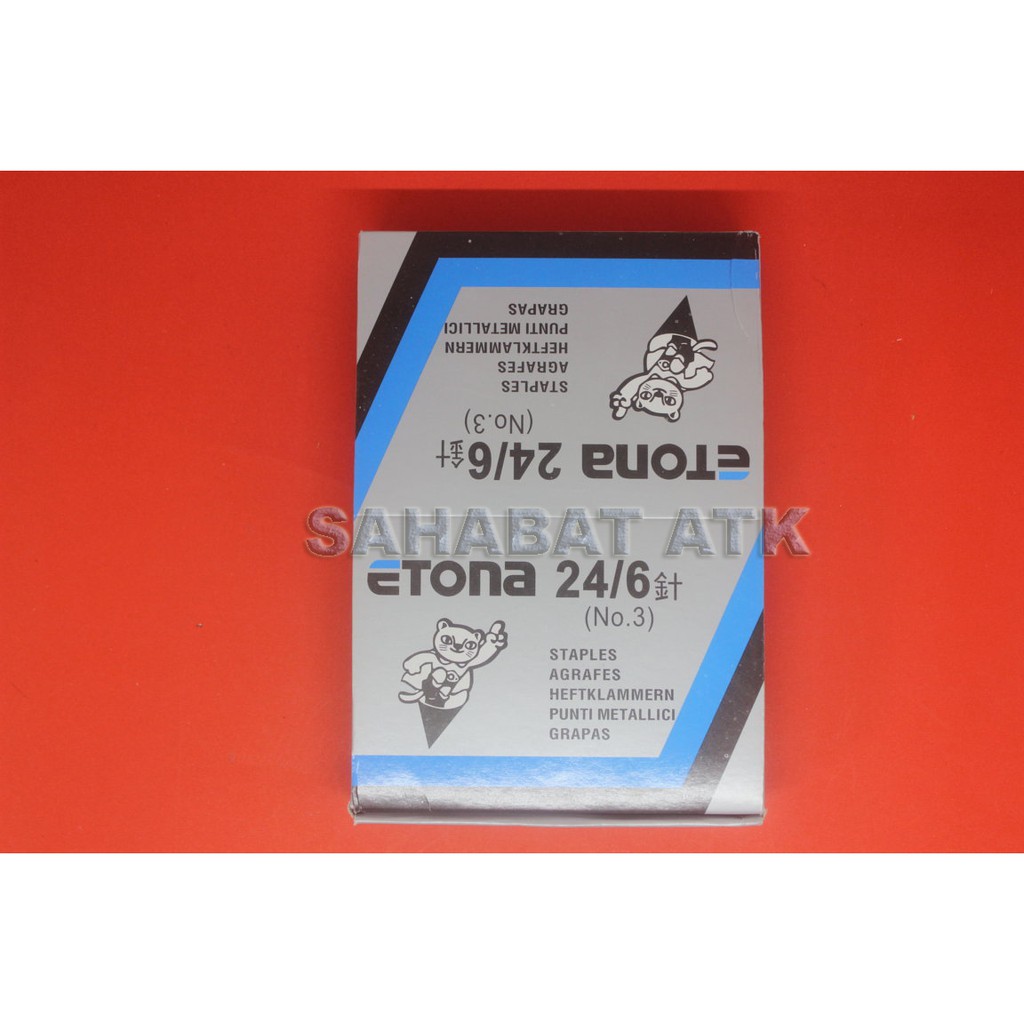 GRAPAS
PUNTI METALLICI
HEFTKLAMMERN
AGRAFES
STAPLES
(No.3)
ETONA 24/6針
SAHABAT ATK
ETONA 24/6針
(No.3)
STAPLES
AGRAFES
HEFTKLAMMERN
PUNTI METALLICI
GRAPAS